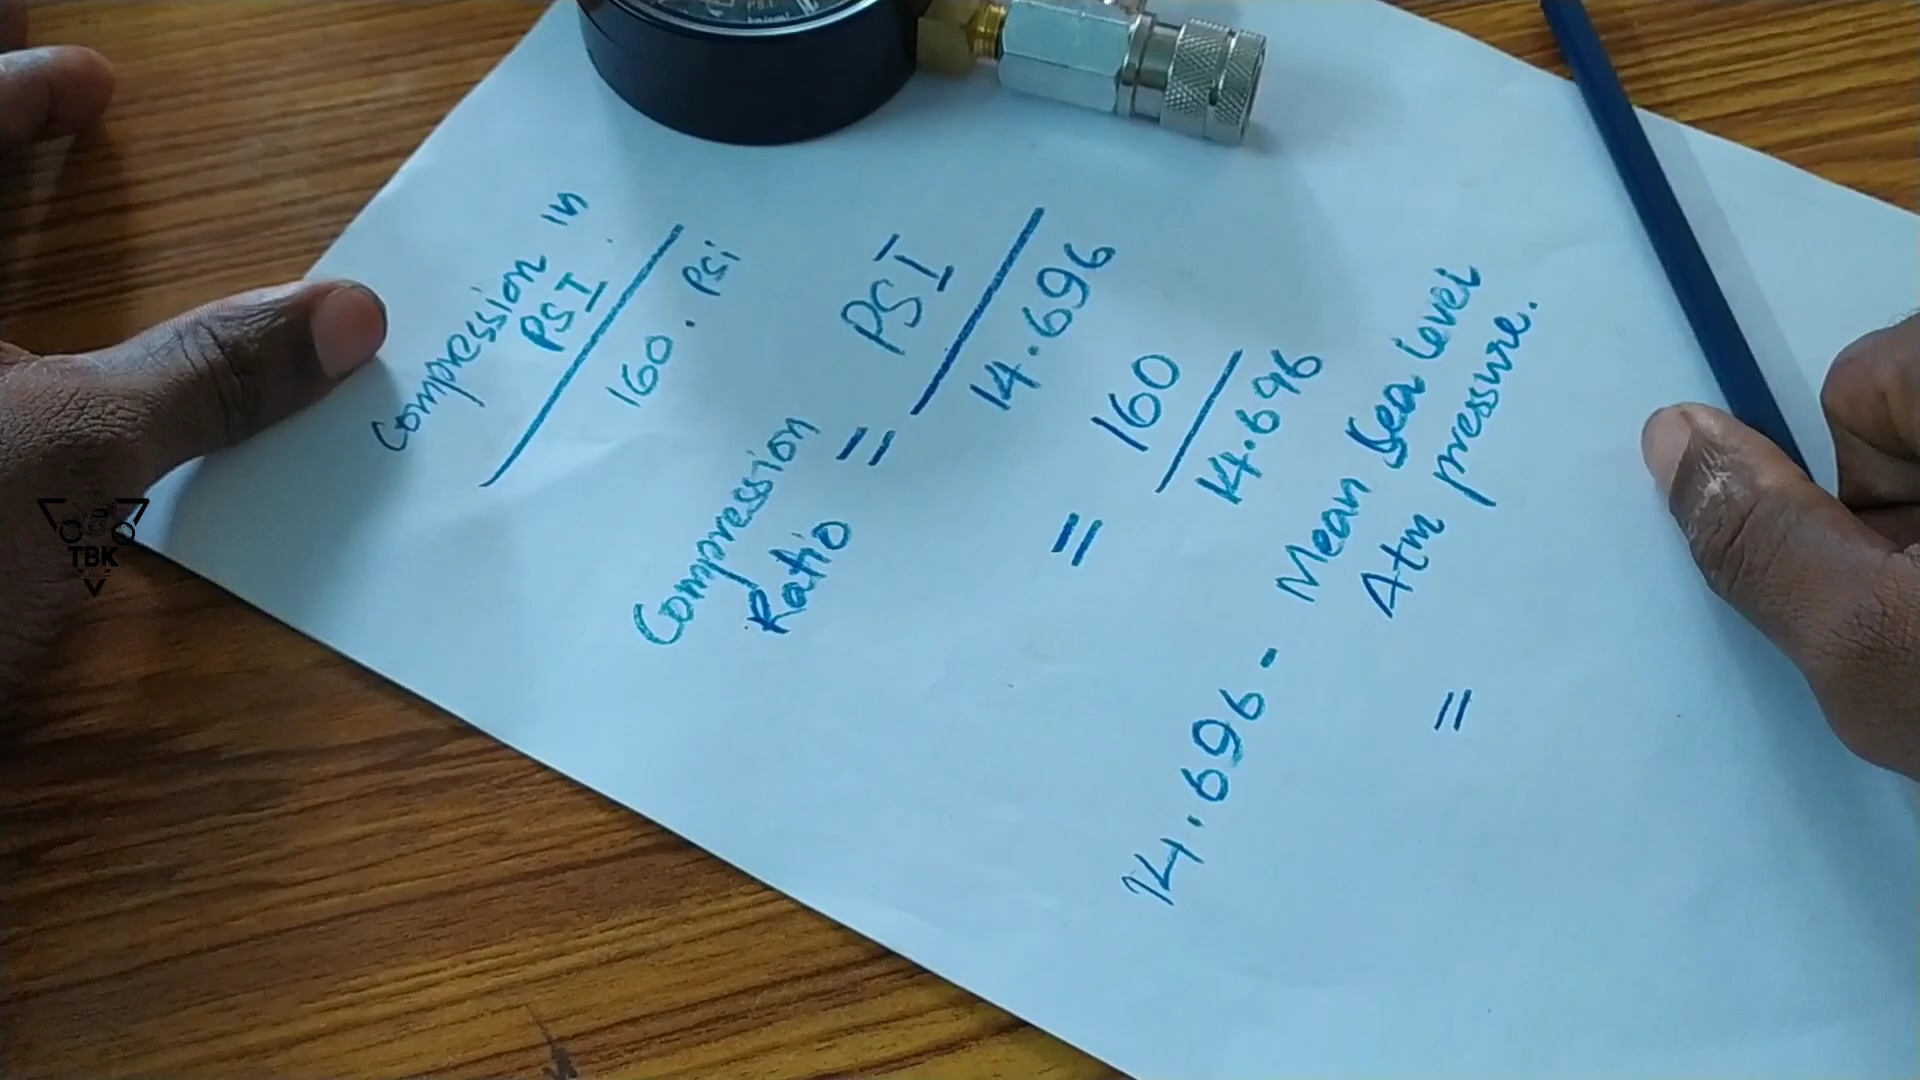 Compression in
PSI
160 . Psi
Compression
Ratio
=
PSI
14.696
=
160
14.696
14.696 - Mean Sea Level
Atm pressure.
=
P.S.I.
TBK